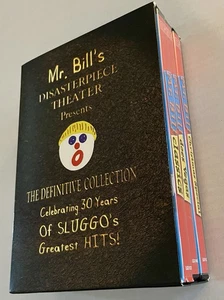 Mr. Bill's
DISASTERPIECE
THEATER
Presents
THE DEFINITIVE COLLECTION
Celebrating 30 Years
Of SLUGGO's
Greatest HITS!